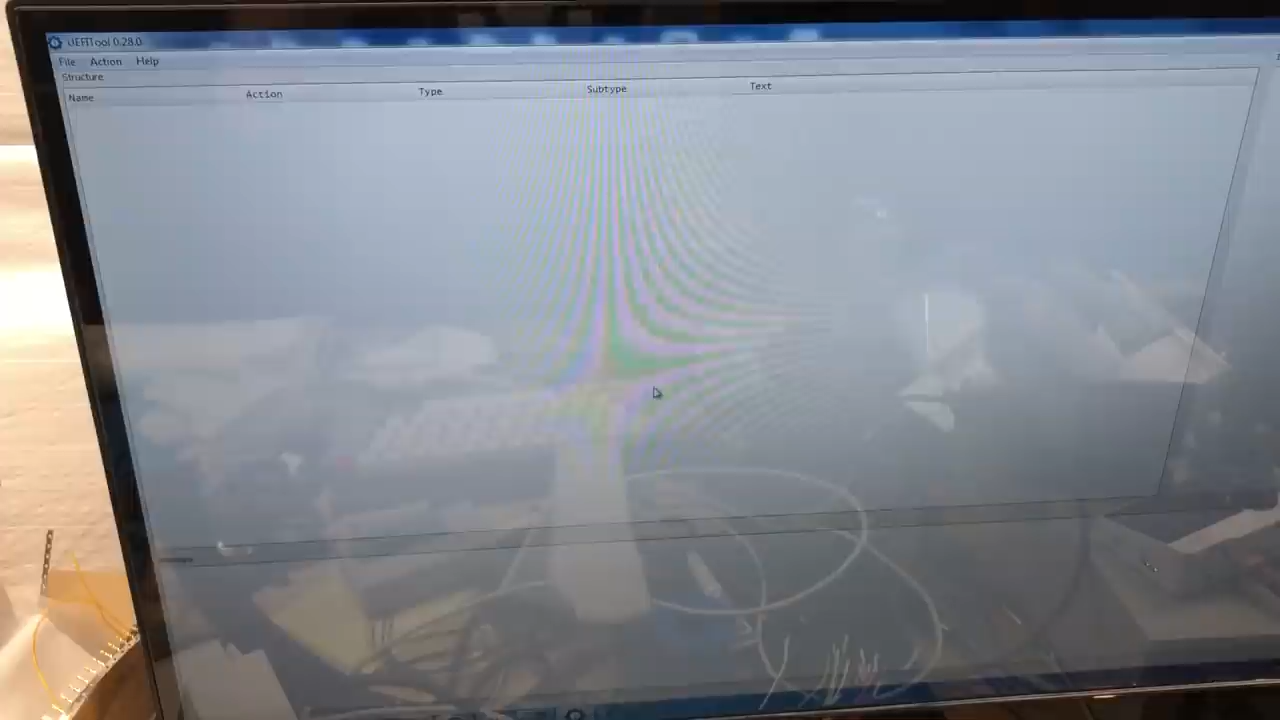 UEFITool 0.28.0
File Action Help
Structure
Name Action Type Subtype Text